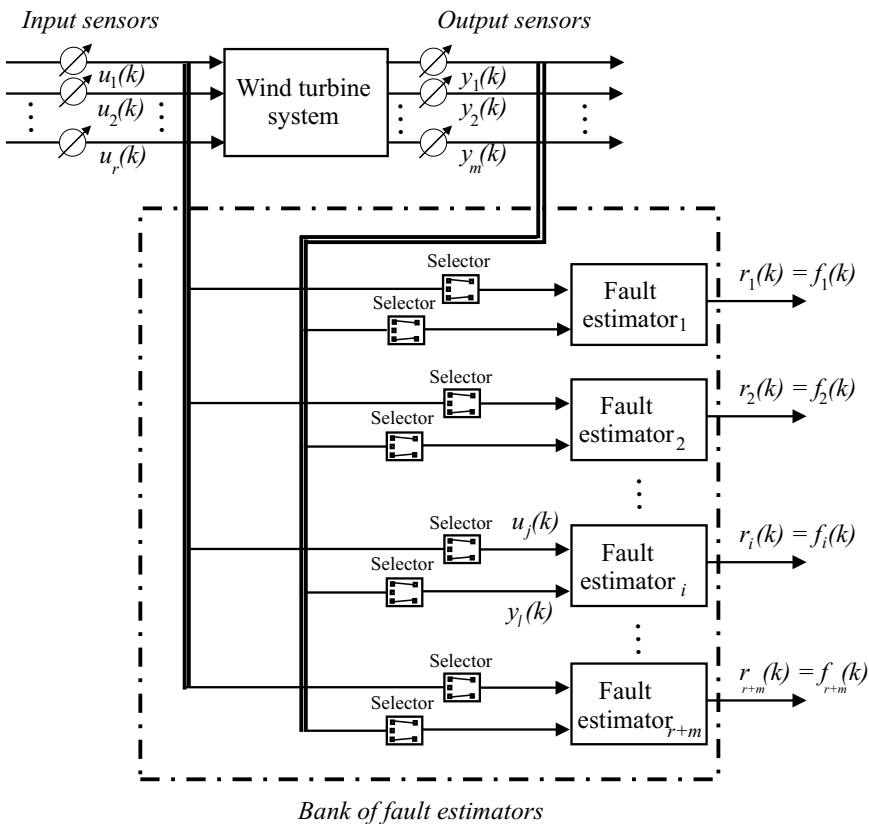 Input sensors
Output sensors
u1(k)
u2(k)
ur(k)
Wind turbine
system
y1(k)
y2(k)
ym(k)
Selector
Selector
Fault
estimator1
r1(k) = f1(k)
Selector
Selector
Fault
estimator2
r2(k) = f2(k)
Selector
uj(k)
Selector
yl(k)
Fault
estimator i
ri(k) = fi(k)
Selector
Selector
Fault
estimatorr+m
rr+m(k) = fr+m(k)
Bank of fault estimators